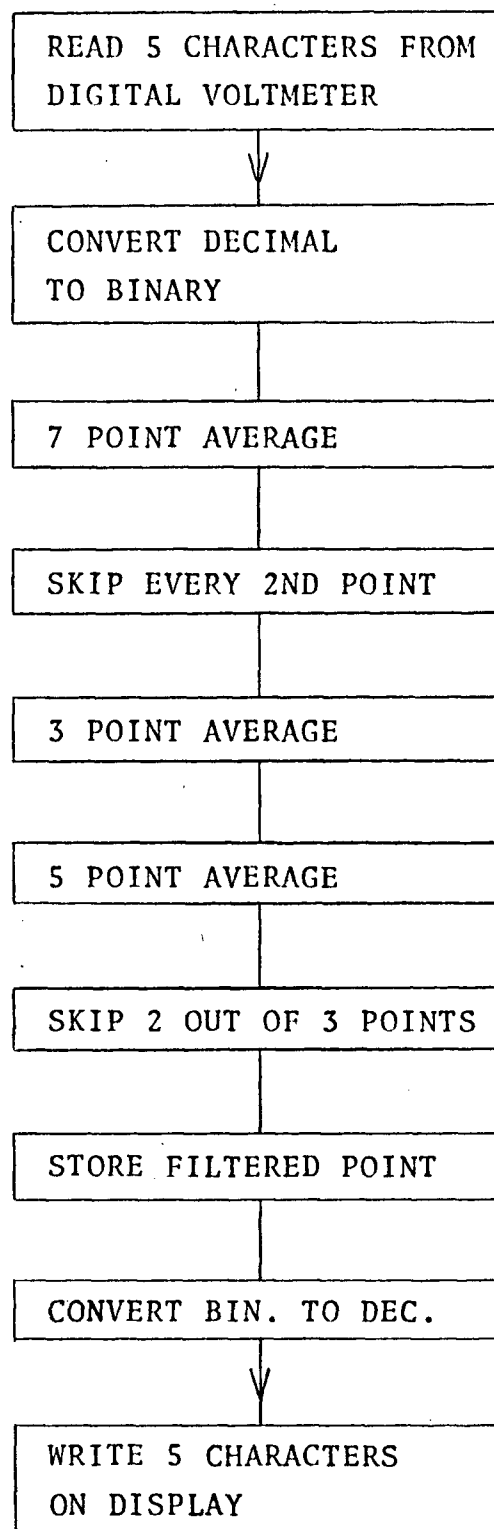 READ 5 CHARACTERS FROM
DIGITAL VOLTMETER
CONVERT DECIMAL
TO BINARY
7 POINT AVERAGE
SKIP EVERY 2ND POINT
3 POINT AVERAGE
5 POINT AVERAGE
SKIP 2 OUT OF 3 POINTS
STORE FILTERED POINT
CONVERT BIN. TO DEC.
WRITE 5 CHARACTERS
ON DISPLAY